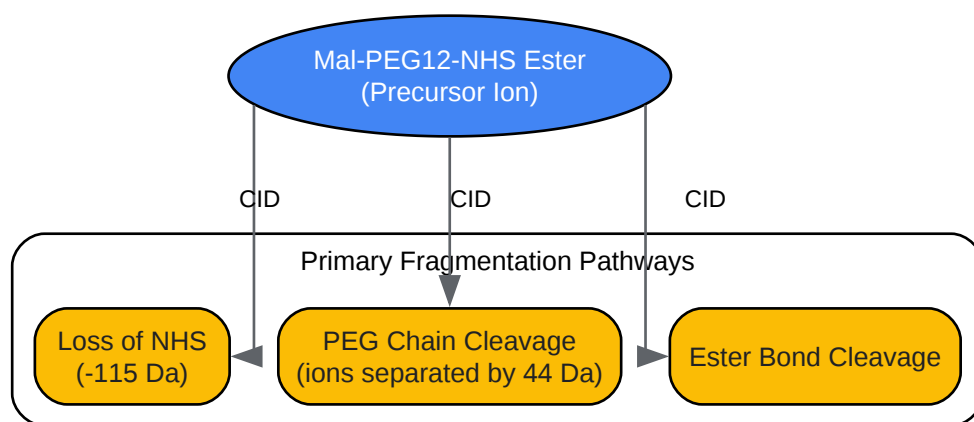 Mal-PEG12-NHS Ester
(Precursor Ion)
CID
CID
CID
Primary Fragmentation Pathways
Loss of NHS
(-115 Da)
PEG Chain Cleavage
(ions separated by 44 Da)
Ester Bond Cleavage